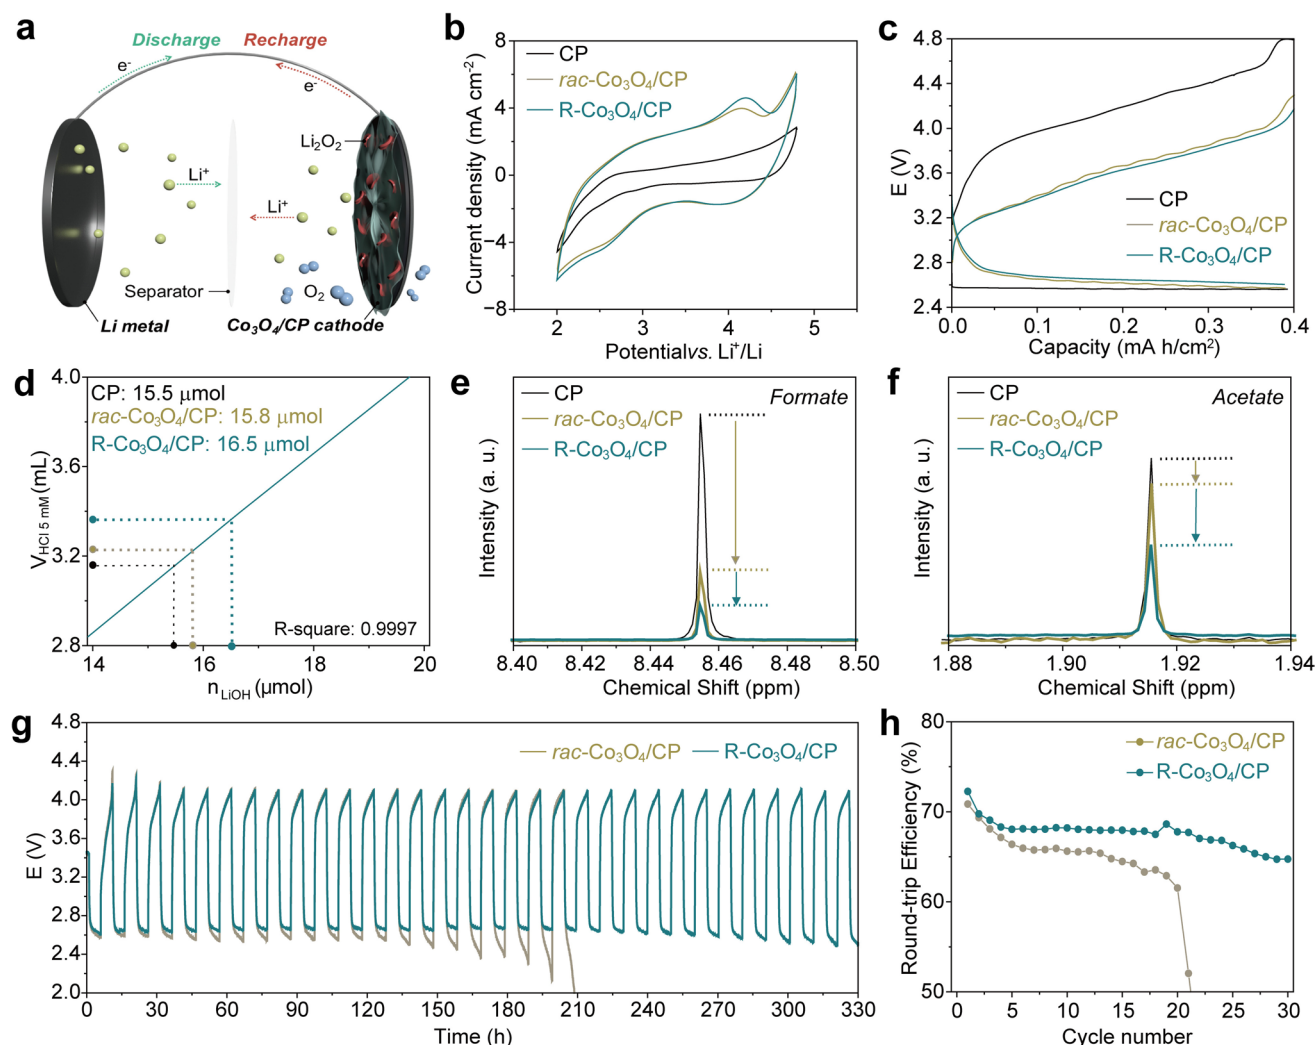 a
Discharge Recharge
e-
e-
Li2O2
Li+
Li+
Separator
O2
Li metal
Co3O4/CP cathode
b
8
4
0
−4
−8
Current density (mA cm-2)
CP
rac-Co3O4/CP
R-Co3O4/CP
2 3 4 5
Potentialvs. Li+/Li
c
4.8
4.4
4.0
3.6
3.2
2.8
2.4
E (V)
CP
rac-Co3O4/CP
R-Co3O4/CP
0.0 0.1 0.2 0.3 0.4
Capacity (mA h/cm2)
d
4.0
3.6
3.2
2.8
VHCl 5 mM (mL)
CP: 15.5 μmol
rac-Co3O4/CP: 15.8 μmol
R-Co3O4/CP: 16.5 μmol
R-square: 0.9997
14 16 18 20
nLiOH (μmol)
e
CP
rac-Co3O4/CP
R-Co3O4/CP
Formate
Intensity (a. u.)
8.40 8.42 8.44 8.46 8.48 8.50
Chemical Shift (ppm)
f
CP
rac-Co3O4/CP
R-Co3O4/CP
Acetate
Intensity (a. u.)
1.88 1.90 1.92 1.94
Chemical Shift (ppm)
g
4.8
4.4
4.0
3.6
3.2
2.8
2.4
2.0
E (V)
rac-Co3O4/CP R-Co3O4/CP
0 30 60 90 120 150 180 210 240 270 300 330
Time (h)
h
80
70
60
50
Round-trip Efficiency (%)
rac-Co3O4/CP
R-Co3O4/CP
0 5 10 15 20 25 30
Cycle number